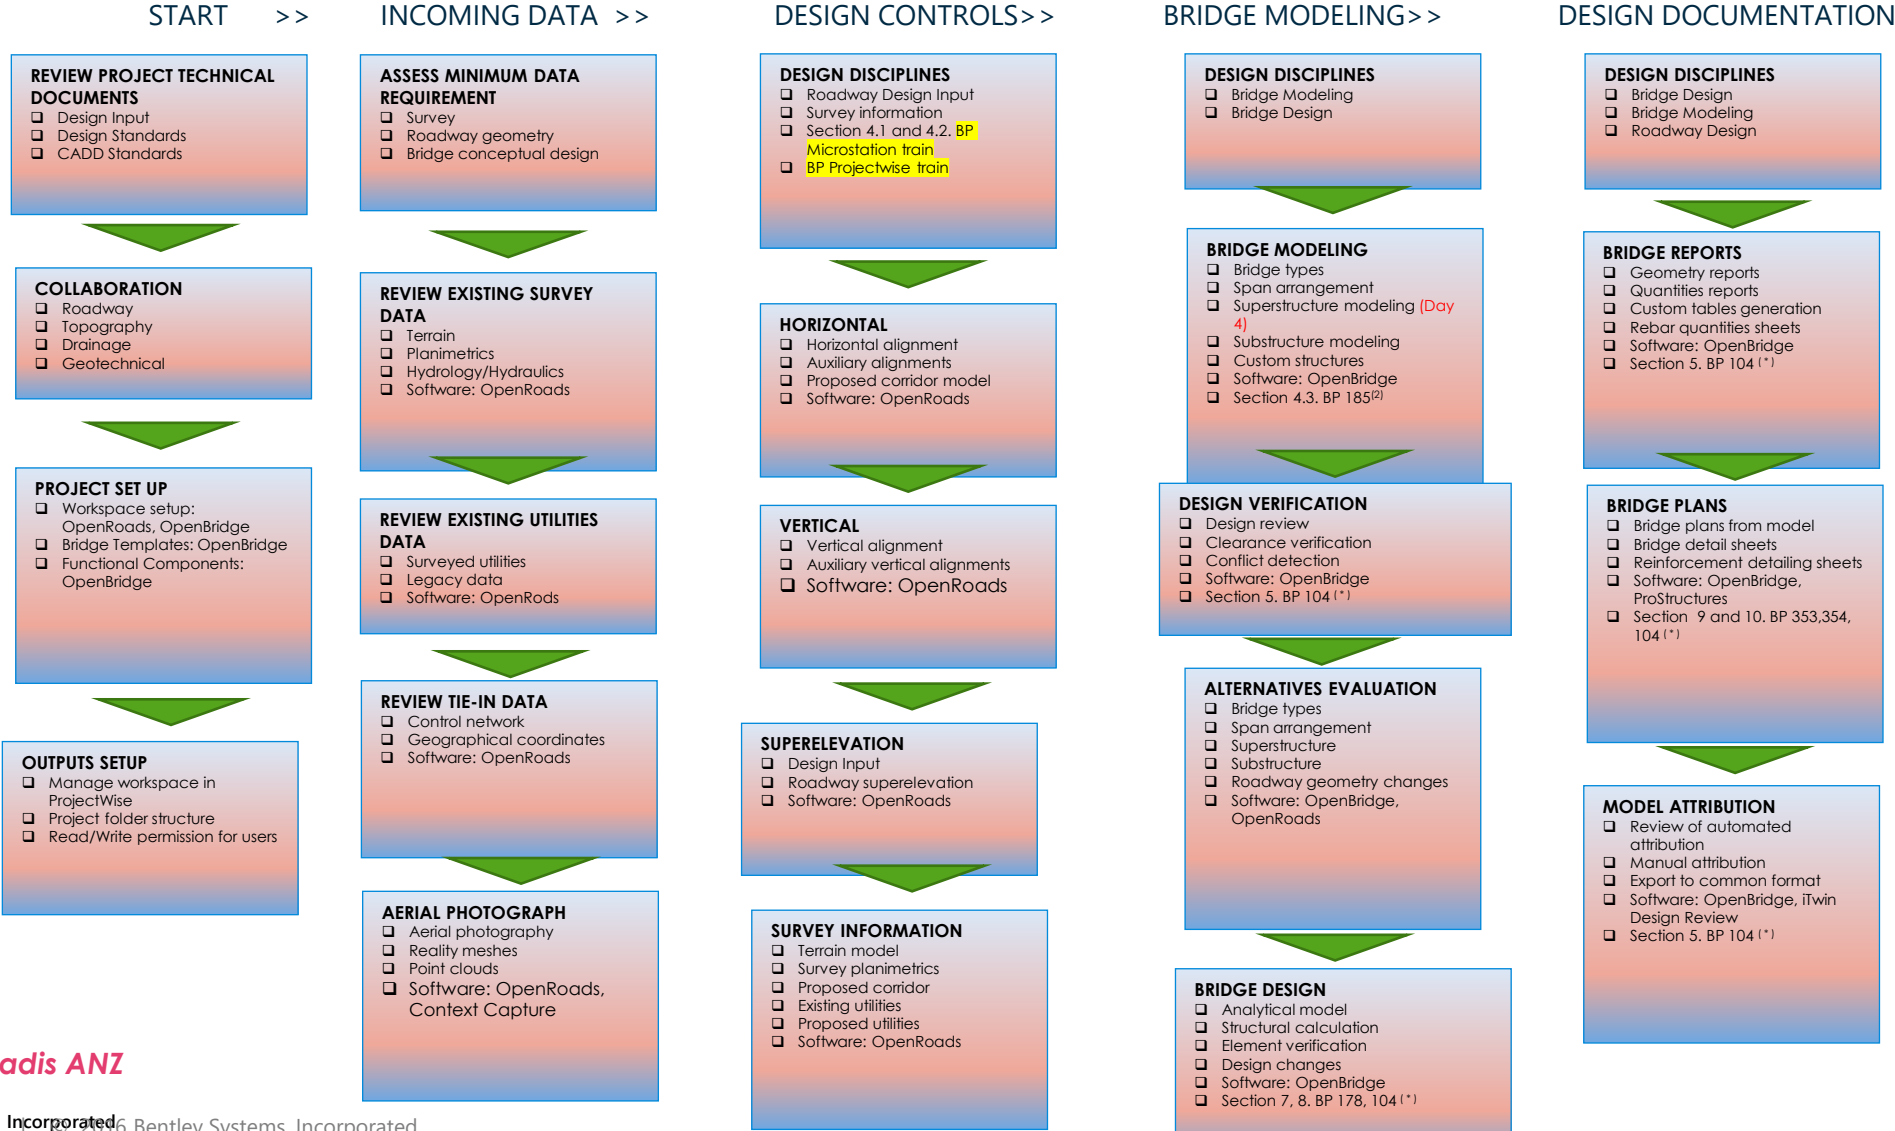 START >>
REVIEW PROJECT TECHNICAL
DOCUMENTS
Design Input
Design Standards
CADD Standards
COLLABORATION
Roadway
Topography
Drainage
Geotechnical
PROJECT SET UP
Workspace setup:
OpenRoads, OpenBridge
Bridge Templates: OpenBridge
Functional Components:
OpenBridge
OUTPUTS SETUP
Manage workspace in
ProjectWise
Project folder structure
Read/Write permission for users
INCOMING DATA >>
ASSESS MINIMUM DATA
REQUIREMENT
Survey
Roadway geometry
Bridge conceptual design
REVIEW EXISTING SURVEY
DATA
Terrain
Planimetrics
Hydrology/Hydraulics
Software: OpenRoads
REVIEW EXISTING UTILITIES
DATA
Surveyed utilities
Legacy data
Software: OpenRods
REVIEW TIE-IN DATA
Control network
Geographical coordinates
Software: OpenRoads
AERIAL PHOTOGRAPH
Aerial photography
Reality meshes
Point clouds
Software: OpenRoads,
Context Capture
DESIGN CONTROLS>>
DESIGN DISCIPLINES
Roadway Design Input
Survey information
Section 4.1 and 4.2. BP
Microstation train
BP Projectwise train
HORIZONTAL
Horizontal alignment
Auxiliary alignments
Proposed corridor model
Software: OpenRoads
VERTICAL
Vertical alignment
Auxiliary vertical alignments
Software: OpenRoads
SUPERELEVATION
Design Input
Roadway superelevation
Software: OpenRoads
SURVEY INFORMATION
Terrain model
Survey planimetrics
Proposed corridor
Existing utilities
Proposed utilities
Software: OpenRoads
BRIDGE MODELING>>
DESIGN DISCIPLINES
Bridge Modeling
Bridge Design
BRIDGE MODELING
Bridge types
Span arrangement
Superstructure modeling (Day
4)
Substructure modeling
Custom structures
Software: OpenBridge
Section 4.3. BP 185(2)
DESIGN VERIFICATION
Design review
Clearance verification
Conflict detection
Software: OpenBridge
Section 5. BP 104 (*)
ALTERNATIVES EVALUATION
Bridge types
Span arrangement
Superstructure
Substructure
Roadway geometry changes
Software: OpenBridge,
OpenRoads
BRIDGE DESIGN
Analytical model
Structural calculation
Element verification
Design changes
Software: OpenBridge
Section 7, 8. BP 178, 104 (*)
DESIGN DOCUMENTATION
DESIGN DISCIPLINES
Bridge Design
Bridge Modeling
Roadway Design
BRIDGE REPORTS
Geometry reports
Quantities reports
Custom tables generation
Rebar quantities sheets
Software: OpenBridge
Section 5. BP 104 (*)
BRIDGE PLANS
Bridge plans from model
Bridge detail sheets
Reinforcement detailing sheets
Software: OpenBridge,
ProStructures
Section 9 and 10. BP 353,354,
104 (*)
MODEL ATTRIBUTION
Review of automated
attribution
Manual attribution
Export to common format
Software: OpenBridge, iTwin
Design Review
Section 5. BP 104 (*)
adis ANZ
Incorporated
© 2016 Bentley Systems, Incorporated